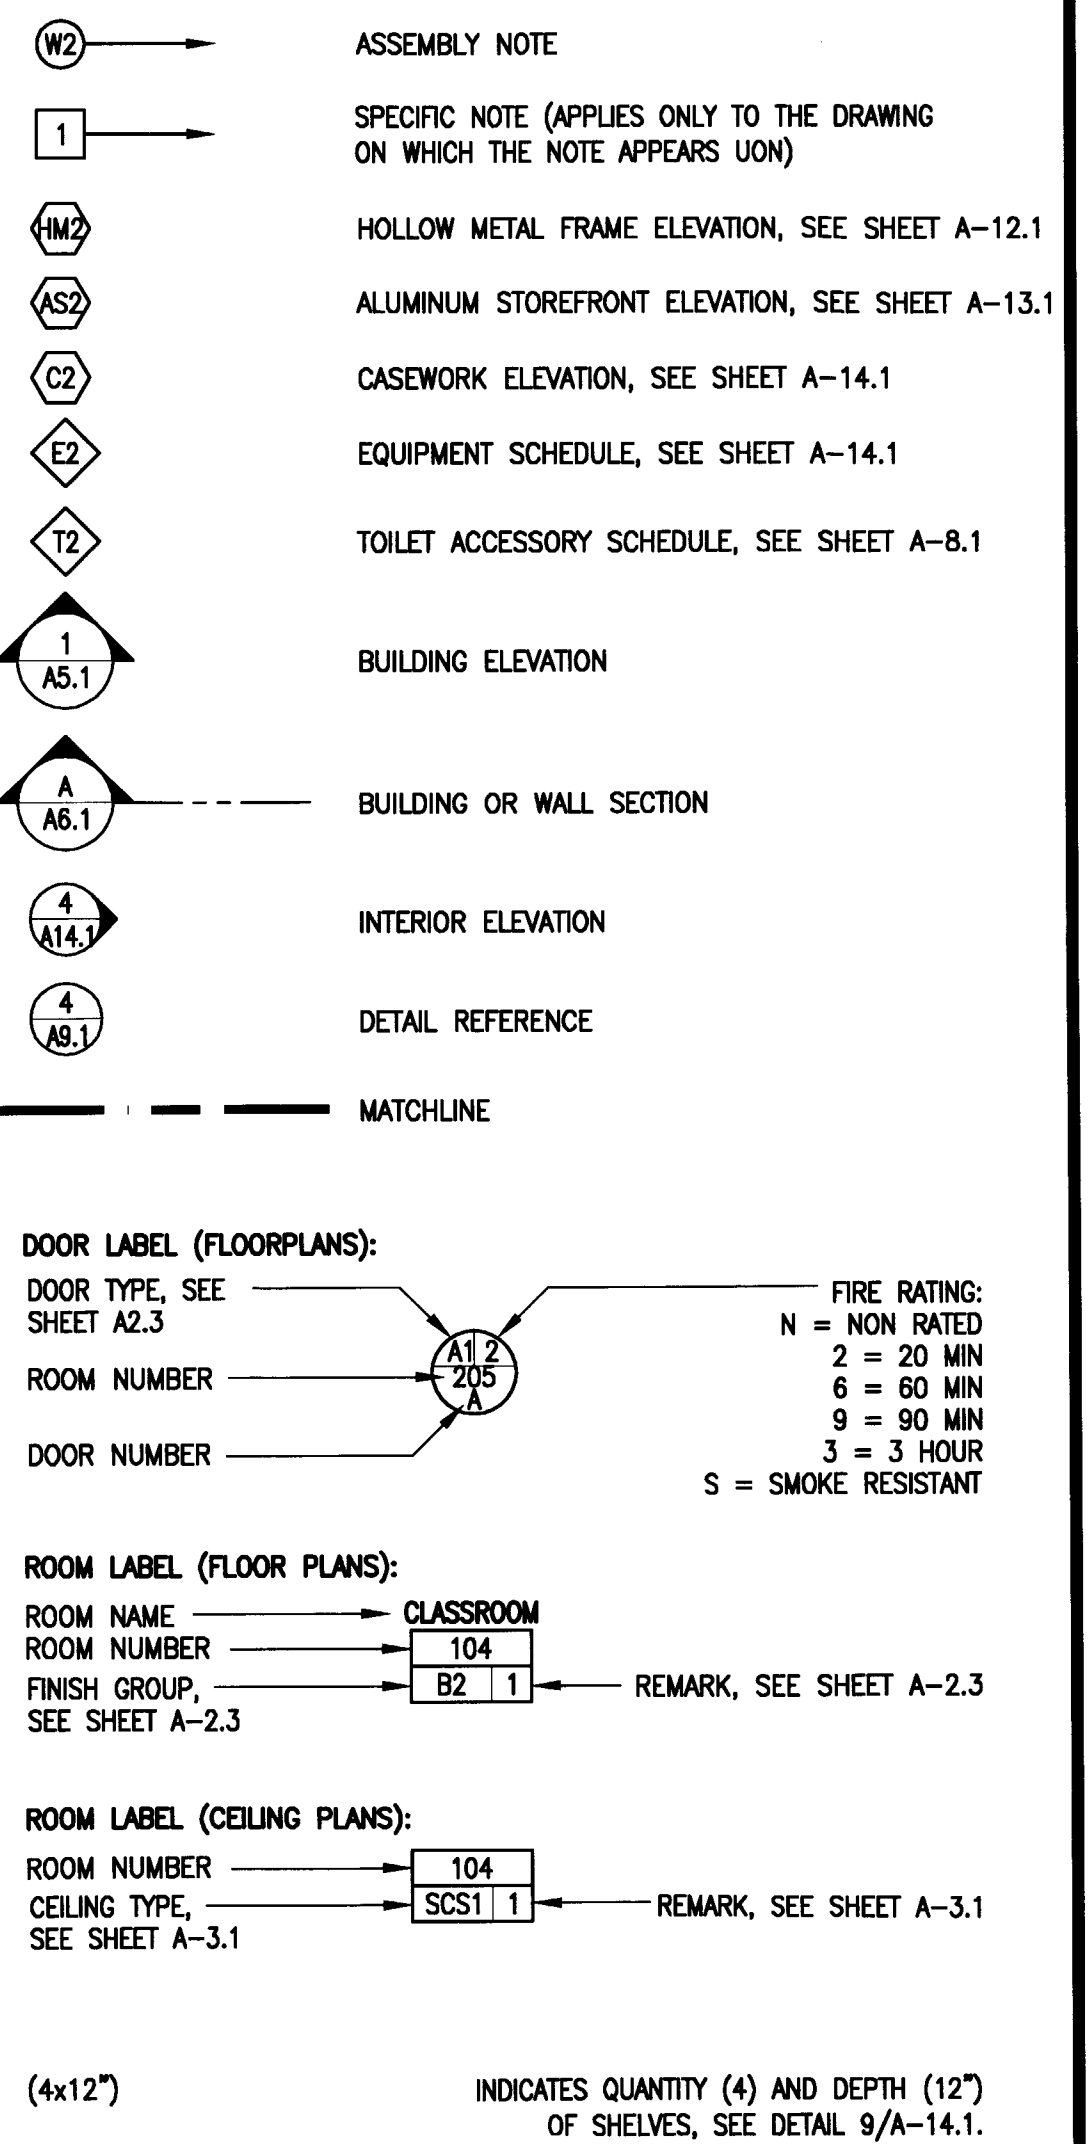 W2 ASSEMBLY NOTE
1 SPECIFIC NOTE (APPLIES ONLY TO THE DRAWING
ON WHICH THE NOTE APPEARS UON)
HM2 HOLLOW METAL FRAME ELEVATION, SEE SHEET A-12.1
AS2 ALUMINUM STOREFRONT ELEVATION, SEE SHEET A-13.1
C2 CASEWORK ELEVATION, SEE SHEET A-14.1
E2 EQUIPMENT SCHEDULE, SEE SHEET A-14.1
T2 TOILET ACCESSORY SCHEDULE, SEE SHEET A-8.1
1
A5.1
BUILDING ELEVATION
A
A6.1
BUILDING OR WALL SECTION
4
A14.1
INTERIOR ELEVATION
4
A9.1
DETAIL REFERENCE
MATCHLINE
DOOR LABEL (FLOORPLANS):
DOOR TYPE, SEE
SHEET A2.3
ROOM NUMBER
DOOR NUMBER
A1 2
205
A
FIRE RATING:
N = NON RATED
2 = 20 MIN
6 = 60 MIN
9 = 90 MIN
3 = 3 HOUR
S = SMOKE RESISTANT
ROOM LABEL (FLOOR PLANS):
ROOM NAME CLASSROOM
ROOM NUMBER 104
FINISH GROUP, B2 1 REMARK, SEE SHEET A-2.3
SEE SHEET A-2.3
ROOM LABEL (CEILING PLANS):
ROOM NUMBER 104
CEILING TYPE, SCS1 1 REMARK, SEE SHEET A-3.1
SEE SHEET A-3.1
(4x12") INDICATES QUANTITY (4) AND DEPTH (12")
OF SHELVES, SEE DETAIL 9/A-14.1.